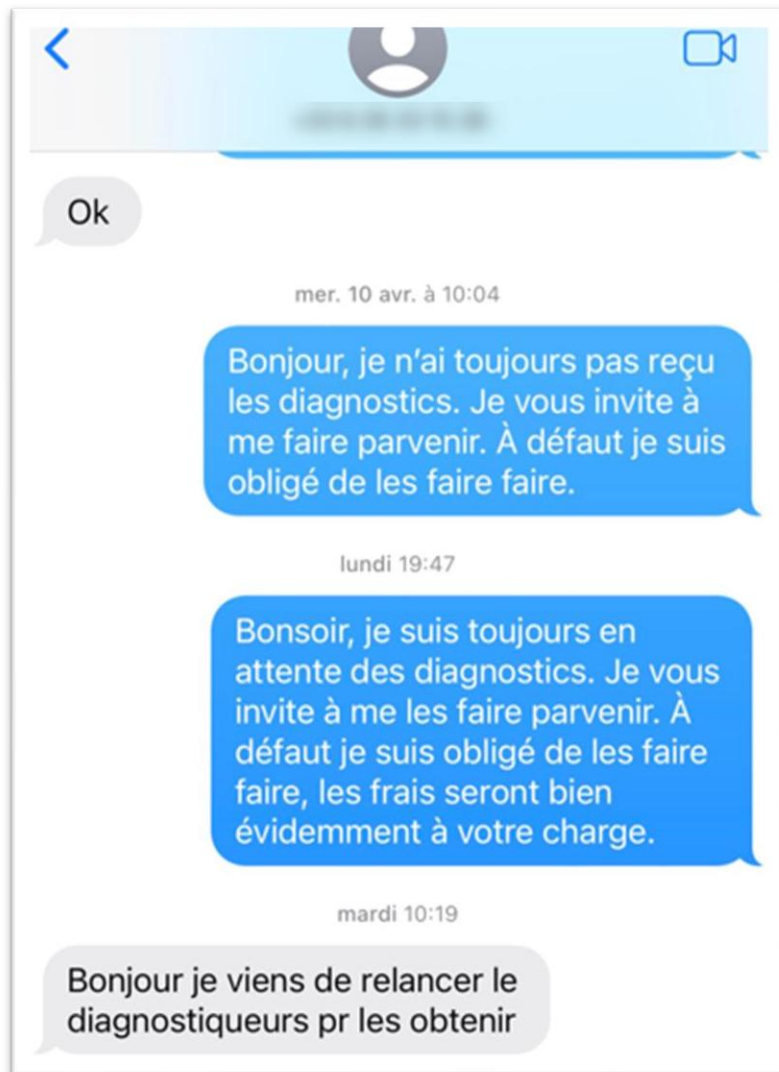 Ok
mer. 10 avr. à 10:04
Bonjour, je n'ai toujours pas reçu
les diagnostics. Je vous invite à
me faire parvenir. À défaut je suis
obligé de les faire faire.
lundi 19:47
Bonsoir, je suis toujours en
attente des diagnostics. Je vous
invite à me les faire parvenir. À
défaut je suis obligé de les faire
faire, les frais seront bien
évidemment à votre charge.
mardi 10:19
Bonjour je viens de relancer le
diagnostiqueurs pr les obtenir